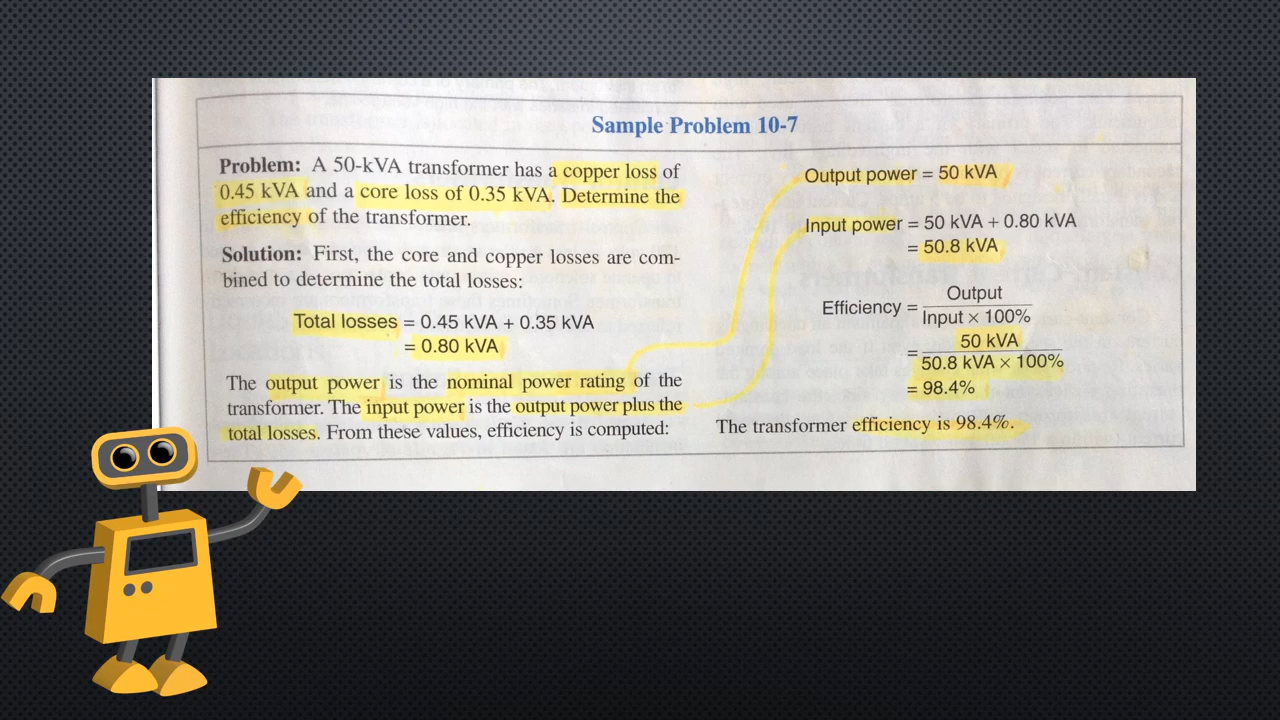 Sample Problem 10-7
Problem: A 50-kVA transformer has a copper loss of
0.45 kVA and a core loss of 0.35 kVA. Determine the
efficiency of the transformer.
Solution: First, the core and copper losses are com-
bined to determine the total losses:
Total losses = 0.45 kVA + 0.35 kVA
= 0.80 kVA
The output power is the nominal power rating of the
transformer. The input power is the output power plus the
total losses. From these values, efficiency is computed:
Output power = 50 kVA
Input power = 50 kVA + 0.80 kVA
= 50.8 kVA
Efficiency = Output
Input × 100%
= 50 kVA
50.8 kVA × 100%
= 98.4%
The transformer efficiency is 98.4%.